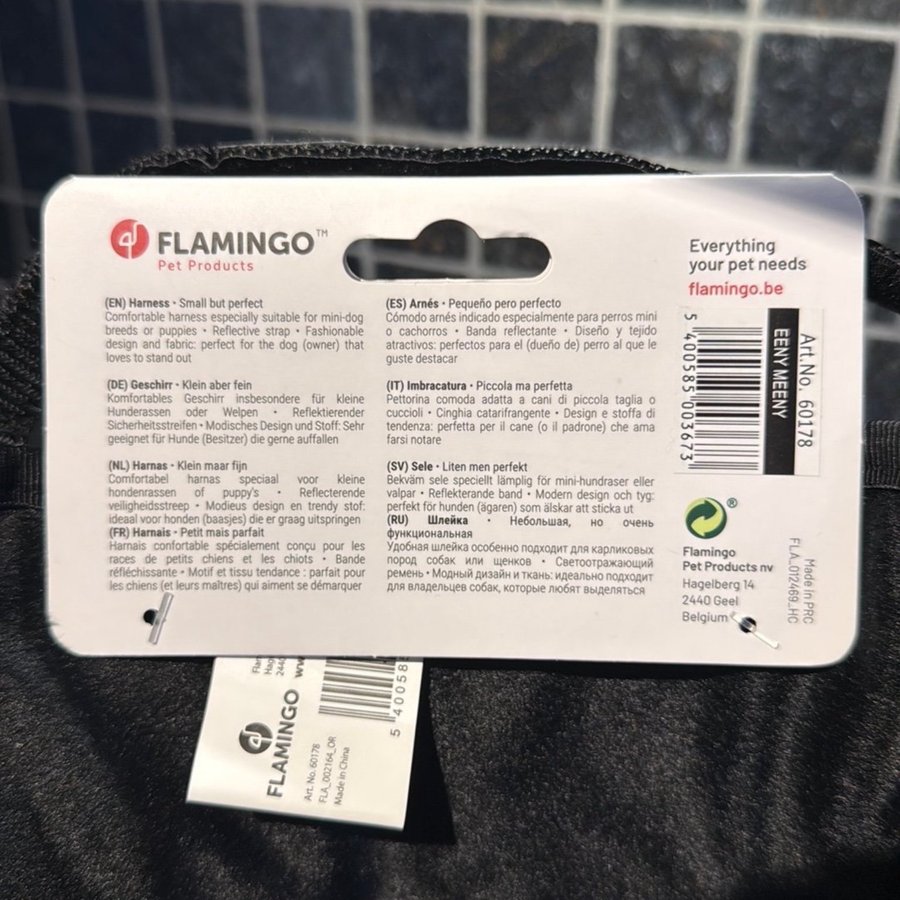 FLAMINGO™
Pet Products
(EN) Harness • Small but perfect
Comfortable harness especially suitable for mini-dog
breeds or puppies • Reflective strap • Fashionable
design and fabric: perfect for the dog (owner) that
loves to stand out
(DE) Geschirr • Klein aber fein
Komfortables Geschirr insbesondere für kleine
Hunderassen oder Welpen • Reflektierender
Sicherheitsstreifen • Modisches Design und Stoff: Sehr
geeignet für Hunde (Besitzer) die gerne auffallen
(NL) Harnas • Klein maar fijn
Comfortabel harnas speciaal voor kleine
hondenrassen of puppy's • Reflecterende
veiligheidsstreep • Modieus design en trendy stof:
ideaal voor honden (baasjes) die er graag uitspringen
(FR) Harnais • Petit mais parfait
Harnais confortable spécialement conçu pour les
races de petits chiens et les chiots • Bande
réfléchissante • Motif et tissu tendance : parfait pour
les chiens (et leurs maîtres) qui aiment se démarquer
(ES) Arnés • Pequeño pero perfecto
Cómodo arnés indicado especialmente para perros mini
o cachorros • Banda reflectante • Diseño y tejido
atractivos: perfectos para el (dueño de) perro al que le
guste destacar
(IT) Imbracatura • Piccola ma perfetta
Pettorina comoda adatta a cani di piccola taglia o
cuccioli • Cinghia catarifrangente • Design e stoffa di
tendenza: perfetta per il cane (o il padrone) che ama
farsi notare
(SV) Sele • Liten men perfekt
Bekväm sele speciellt lämplig för mini-hundraser eller
valpar • Reflekterande band • Modern design och tyg:
perfekt för hunden (ägaren) som älskar att sticka ut
(RU) Шлейка • Небольшая, но очень
функциональная
Удобная шлейка особенно подходит для карликовых
пород собак или щенков • Светоотражающий
ремень • Модный дизайн и ткань: идеально подходит
для владельцев собак, которые любят выделяться
Everything
your pet needs
flamingo.be
Art.No. 60178
EENY MEENY
5 400585 003673
®
Flamingo
Pet Products nv
Hagelberg 14
2440 Geel
Belgium
Made in PRC
FLA_012469_HC
FLAMINGO
5 40058
Art. No. 60178
FLA_002164_OR
Made in China